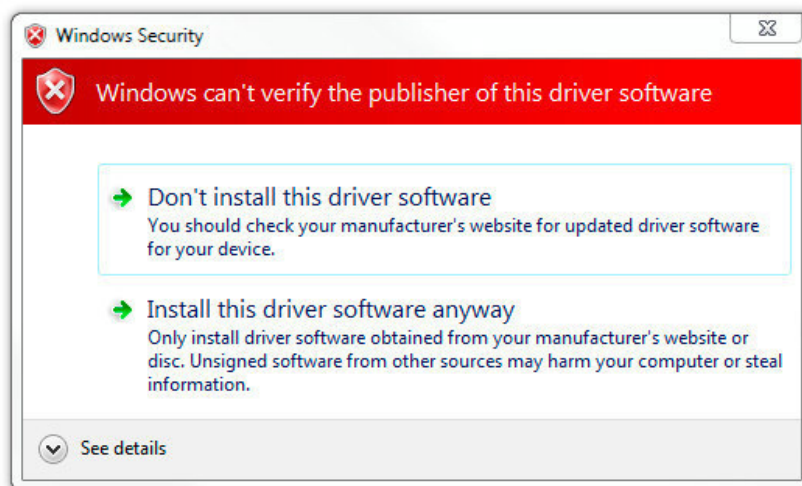 Windows Security
Windows can't verify the publisher of this driver software
Don't install this driver software
You should check your manufacturer's website for updated driver software
for your device.
Install this driver software anyway
Only install driver software obtained from your manufacturer's website or
disc. Unsigned software from other sources may harm your computer or steal
information.
See details